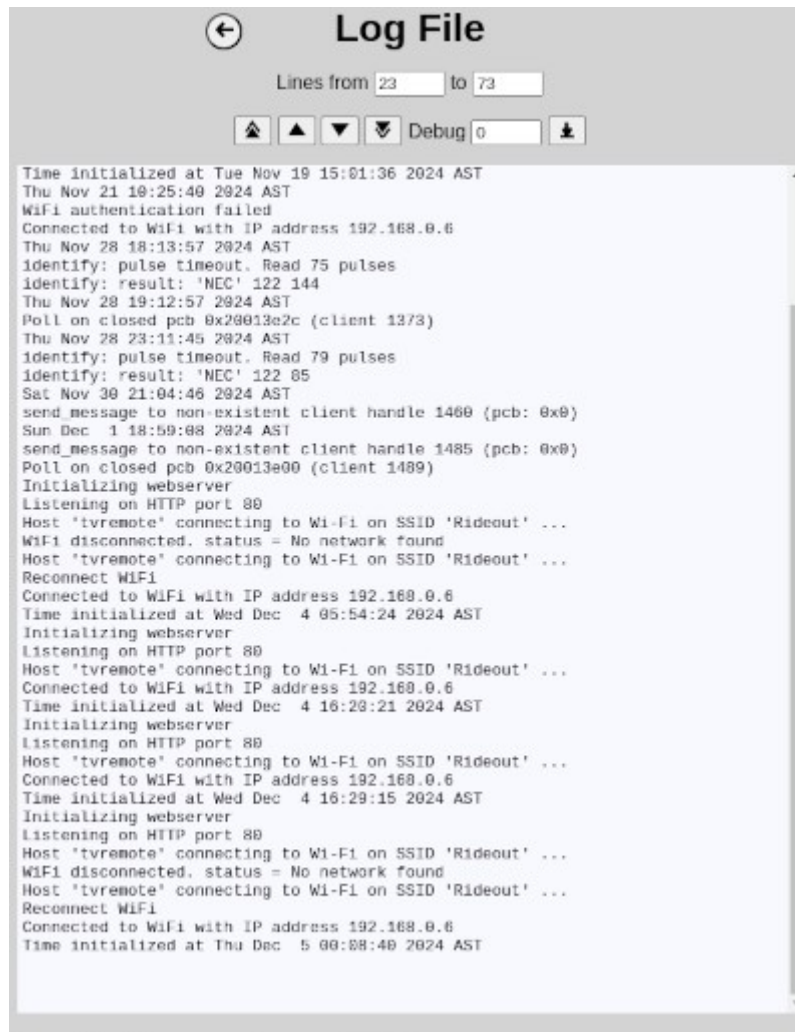 Log File
Lines from 23 to 73
Debug 0
Time initialized at Tue Nov 19 15:01:36 2024 AST
Thu Nov 21 10:25:40 2024 AST
WiFi authentication failed
Connected to WiFi with IP address 192.168.0.6
Thu Nov 28 18:13:57 2024 AST
identify: pulse timeout. Read 75 pulses
identify: result: 'NEC' 122 144
Thu Nov 28 19:12:57 2024 AST
Poll on closed pcb 0x20013e2c (client 1373)
Thu Nov 28 23:11:45 2024 AST
identify: pulse timeout. Read 79 pulses
identify: result: 'NEC' 122 85
Sat Nov 30 21:04:46 2024 AST
send_message to non-existent client handle 1460 (pcb: 0x0)
Sun Dec  1 18:59:08 2024 AST
send_message to non-existent client handle 1485 (pcb: 0x0)
Poll on closed pcb 0x20013e00 (client 1489)
Initializing webserver
Listening on HTTP port 80
Host 'tvremote' connecting to Wi-Fi on SSID 'Rideout' ...
WiFi disconnected. status = No network found
Host 'tvremote' connecting to Wi-Fi on SSID 'Rideout' ...
Reconnect WiFi
Connected to WiFi with IP address 192.168.0.6
Time initialized at Wed Dec  4 05:54:24 2024 AST
Initializing webserver
Listening on HTTP port 80
Host 'tvremote' connecting to Wi-Fi on SSID 'Rideout' ...
Connected to WiFi with IP address 192.168.0.6
Time initialized at Wed Dec  4 16:20:21 2024 AST
Initializing webserver
Listening on HTTP port 80
Host 'tvremote' connecting to Wi-Fi on SSID 'Rideout' ...
Connected to WiFi with IP address 192.168.0.6
Time initialized at Wed Dec  4 16:29:15 2024 AST
Initializing webserver
Listening on HTTP port 80
Host 'tvremote' connecting to Wi-Fi on SSID 'Rideout' ...
WiFi disconnected. status = No network found
Host 'tvremote' connecting to Wi-Fi on SSID 'Rideout' ...
Reconnect WiFi
Connected to WiFi with IP address 192.168.0.6
Time initialized at Thu Dec  5 00:08:40 2024 AST